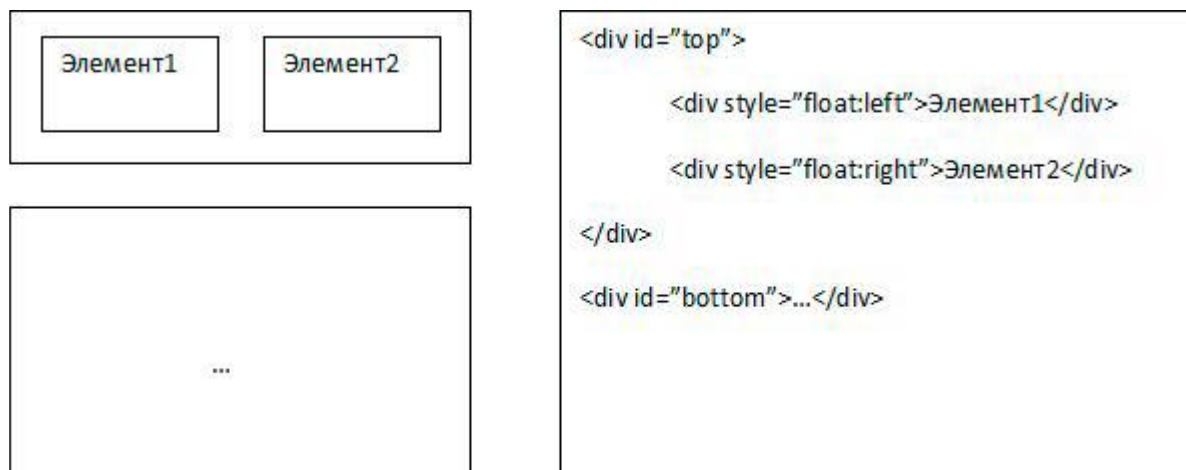 Элемент1
Элемент2
...
<div id=”top”>
<div style=”float:left”>Элемент1</div>
<div style=”float:right”>Элемент2</div>
</div>
<div id=”bottom”>...</div>